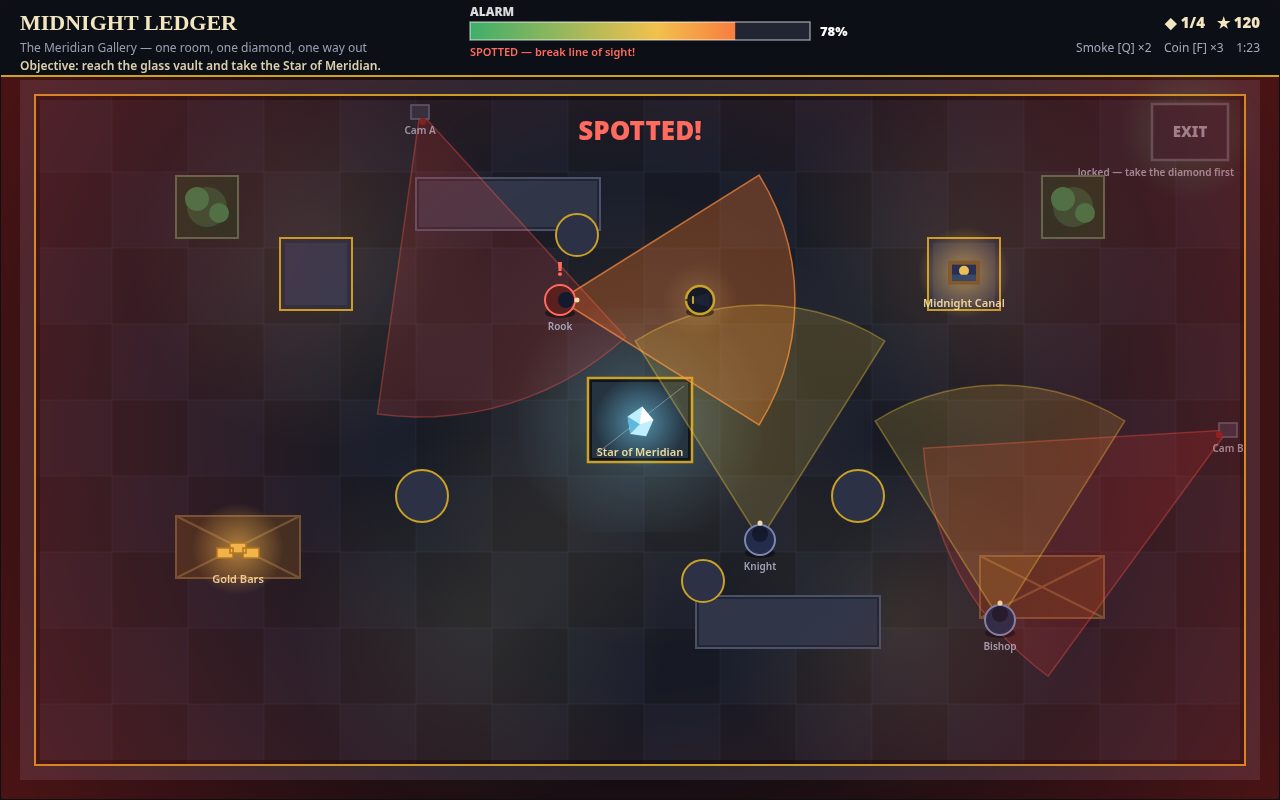 MIDNIGHT LEDGER
The Meridian Gallery — one room, one diamond, one way out
Objective: reach the glass vault and take the Star of Meridian.
ALARM
78%
SPOTTED — break line of sight!
◆ 1/4 ★ 120
Smoke [Q] ×2 Coin [F] ×3 1:23
Cam A
SPOTTED!
EXIT
locked — take the diamond first
!
Rook
Midnight Canal
Star of Meridian
Cam B
Gold Bars
Knight
Bishop